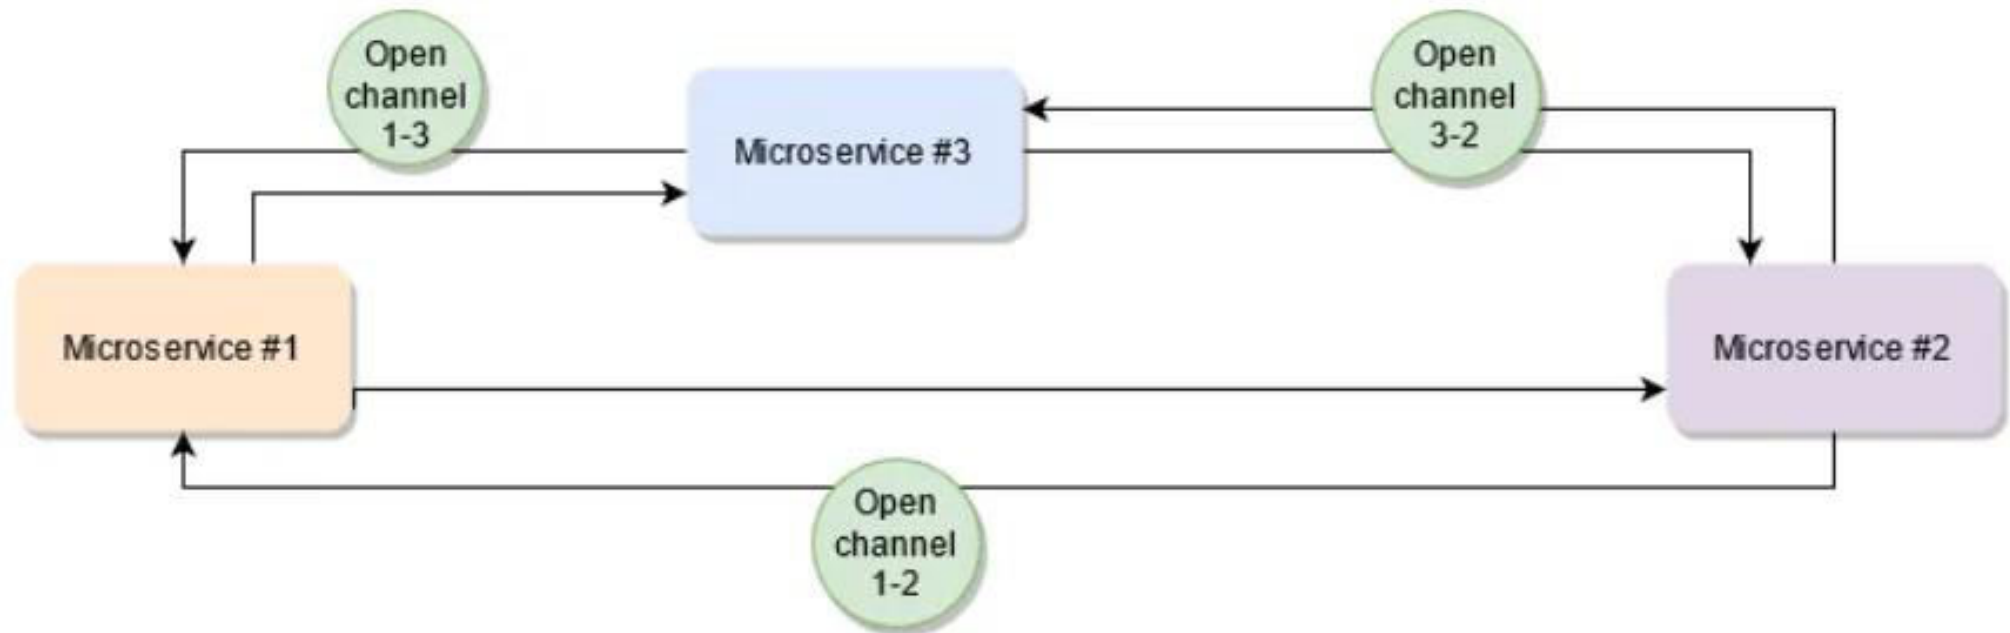 Open
channel
1-3
Open
channel
3-2
Microservice #3
Microservice #1
Microservice #2
Open
channel
1-2